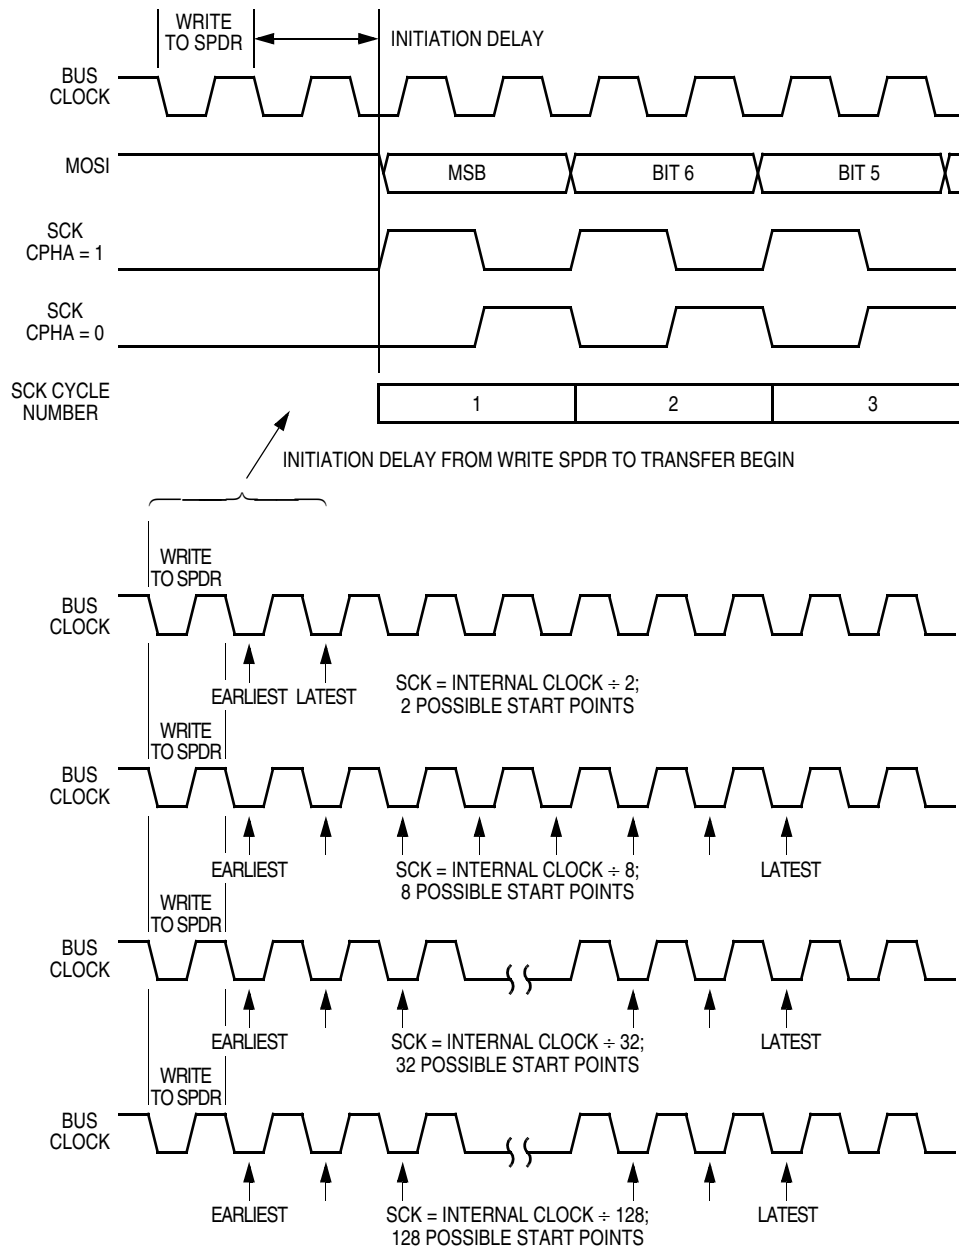 WRITE
TO SPDR
INITIATION DELAY
BUS
CLOCK
MOSI
MSB
BIT 6
BIT 5
SCK
CPHA = 1
SCK
CPHA = 0
SCK CYCLE
NUMBER
1
2
3
INITIATION DELAY FROM WRITE SPDR TO TRANSFER BEGIN
WRITE
TO SPDR
BUS
CLOCK
EARLIEST
LATEST
SCK = INTERNAL CLOCK ÷ 2;
2 POSSIBLE START POINTS
WRITE
TO SPDR
BUS
CLOCK
EARLIEST
SCK = INTERNAL CLOCK ÷ 8;
8 POSSIBLE START POINTS
LATEST
WRITE
TO SPDR
BUS
CLOCK
EARLIEST
SCK = INTERNAL CLOCK ÷ 32;
32 POSSIBLE START POINTS
LATEST
WRITE
TO SPDR
BUS
CLOCK
EARLIEST
SCK = INTERNAL CLOCK ÷ 128;
128 POSSIBLE START POINTS
LATEST